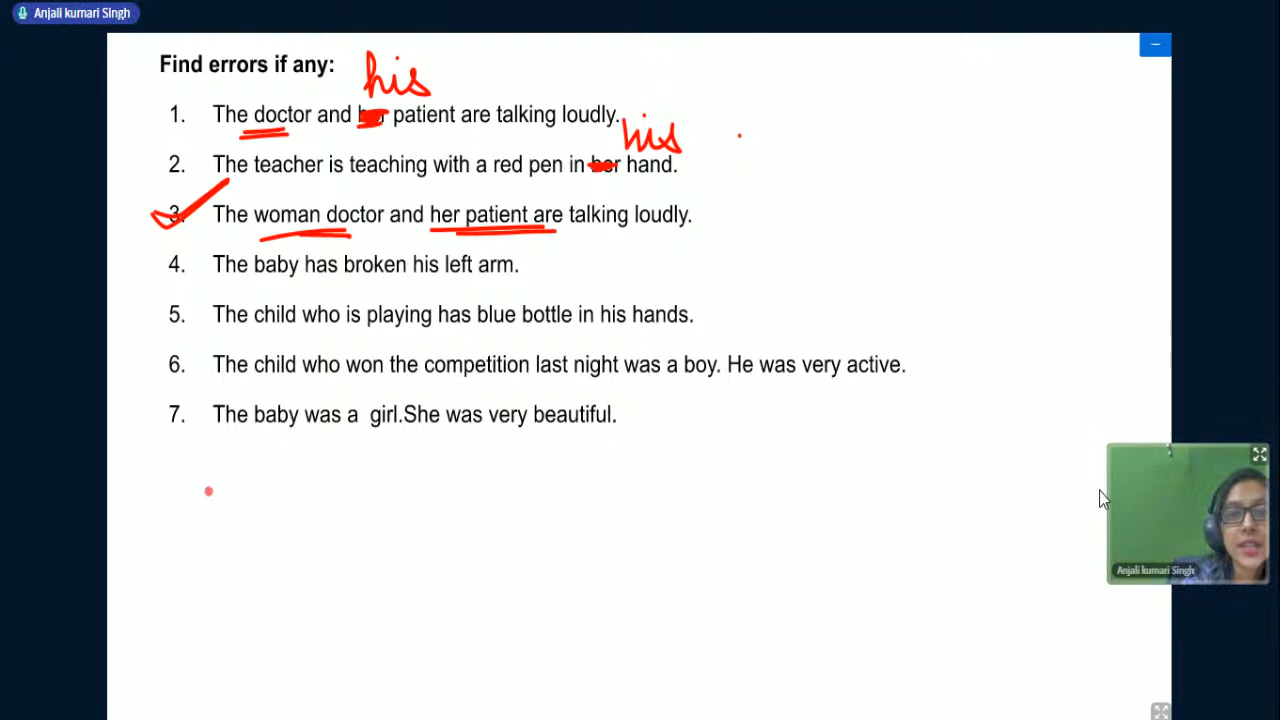 Anjali kumari Singh
Find errors if any:
his
1. The doctor and her patient are talking loudly.
his
2. The teacher is teaching with a red pen in her hand.
3. The woman doctor and her patient are talking loudly.
4. The baby has broken his left arm.
5. The child who is playing has blue bottle in his hands.
6. The child who won the competition last night was a boy. He was very active.
7. The baby was a girl.She was very beautiful.
Anjali kumari Singh